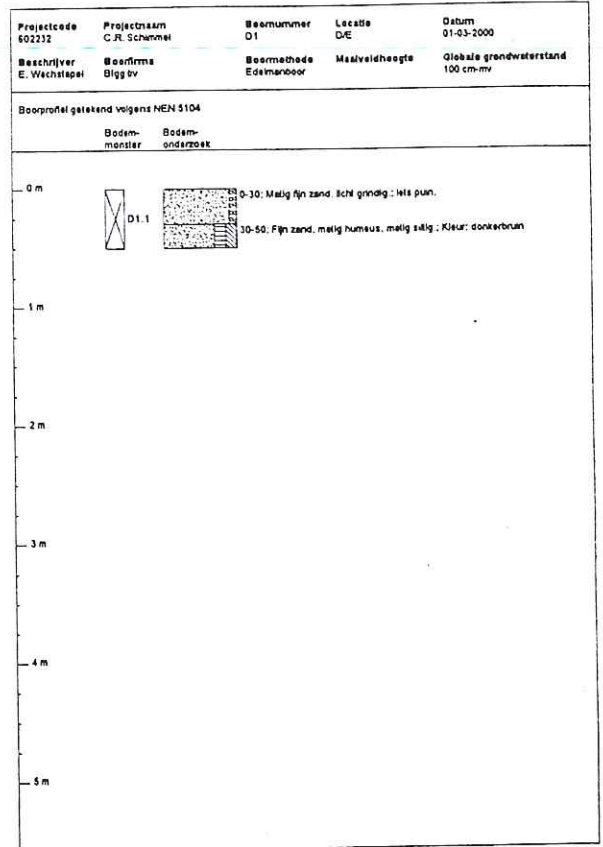 Projectcode Projectnaam Boornummer Locatie Datum
602232 C.R. Schimmel D1 D/E 01-03-2000
Beschrijver Boorfirma Boormethode Maaiveldhoogte Globale grondwaterstand
E. Wachstapel Blgg bv Edelmanboor 100 cm-mv
Boorprofiel getekend volgens NEN 5104
Bodem- Bodem-
monster onderzoek
0 m
0-30; Matig fijn zand, licht grindig.; Iets puin.
D1.1
30-50; Fijn zand, matig humeus, matig siltig.; Kleur: donkerbruin
1 m
2 m
3 m
4 m
5 m